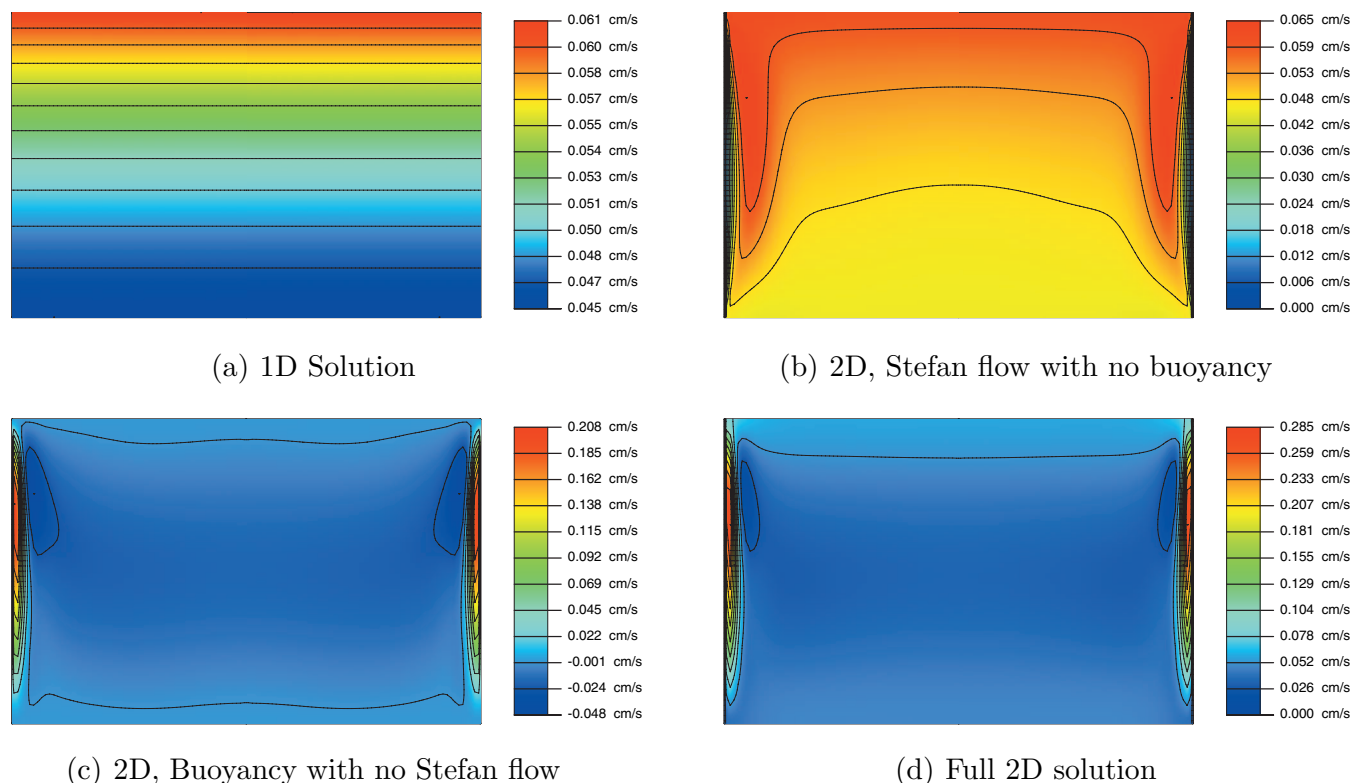 0.061 cm/s
0.060 cm/s
0.058 cm/s
0.057 cm/s
0.055 cm/s
0.054 cm/s
0.053 cm/s
0.051 cm/s
0.050 cm/s
0.048 cm/s
0.047 cm/s
0.045 cm/s
(a) 1D Solution
0.065 cm/s
0.059 cm/s
0.053 cm/s
0.048 cm/s
0.042 cm/s
0.036 cm/s
0.030 cm/s
0.024 cm/s
0.018 cm/s
0.012 cm/s
0.006 cm/s
0.000 cm/s
(b) 2D, Stefan flow with no buoyancy
0.208 cm/s
0.185 cm/s
0.162 cm/s
0.138 cm/s
0.115 cm/s
0.092 cm/s
0.069 cm/s
0.045 cm/s
0.022 cm/s
-0.001 cm/s
-0.024 cm/s
-0.048 cm/s
(c) 2D, Buoyancy with no Stefan flow
0.285 cm/s
0.259 cm/s
0.233 cm/s
0.207 cm/s
0.181 cm/s
0.155 cm/s
0.129 cm/s
0.104 cm/s
0.078 cm/s
0.052 cm/s
0.026 cm/s
0.000 cm/s
(d) Full 2D solution